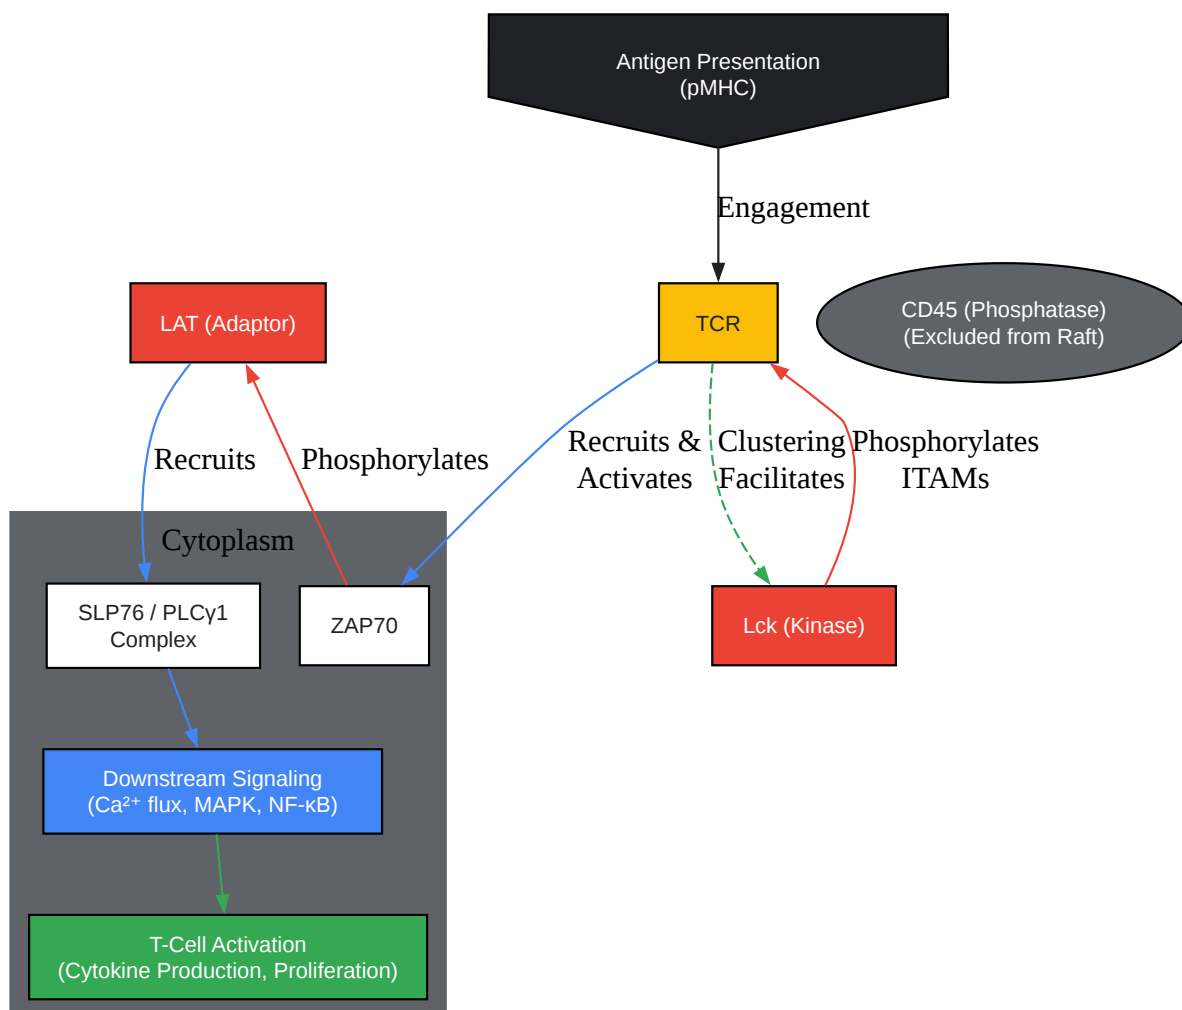 Antigen Presentation
(pMHC)
Engagement
LAT (Adaptor)
TCR
CD45 (Phosphatase)
(Excluded from Raft)
Recruits
Phosphorylates
Recruits &
Activates
Clustering
Facilitates
Phosphorylates
ITAMs
Cytoplasm
SLP76 / PLCγ1
Complex
ZAP70
Lck (Kinase)
Downstream Signaling
(Ca²⁺ flux, MAPK, NF-κB)
T-Cell Activation
(Cytokine Production, Proliferation)